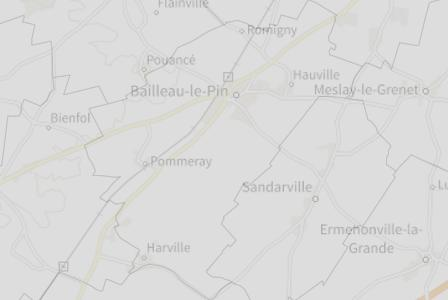 Flainville
Romigny
Pouancé
Hauville
Bailleau-le-Pin
Meslay-le-Grenet
Bienfol
Pommeray
Sandarville
Ermenonville-la-
Grande
Harville